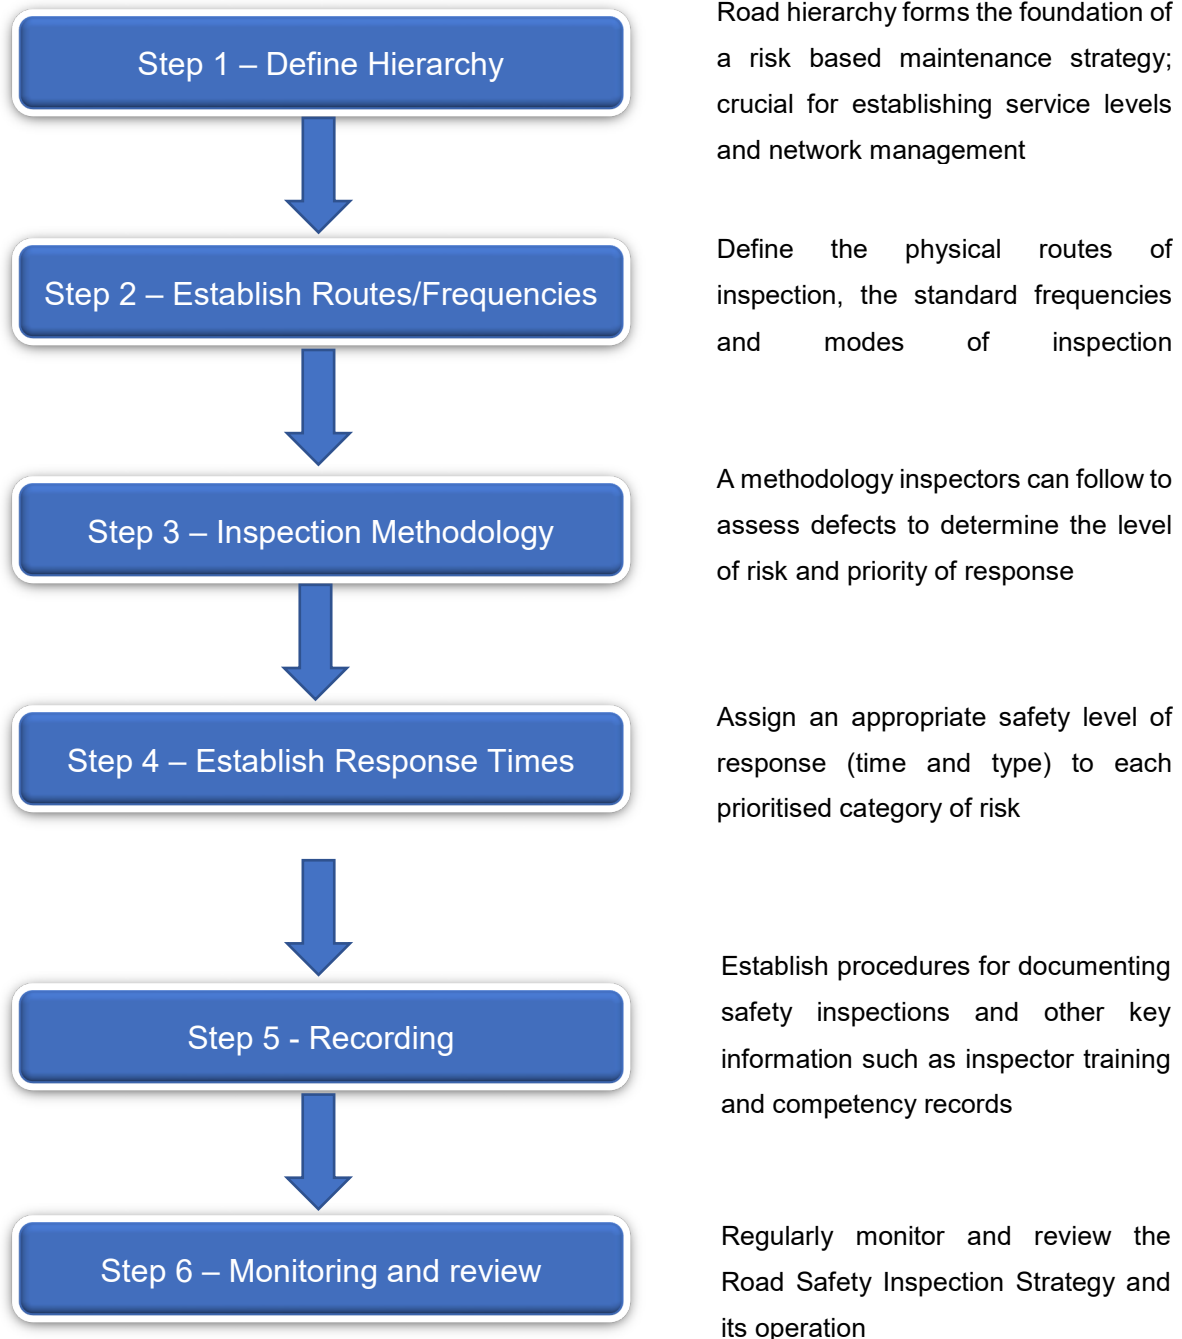 Step 1 – Define Hierarchy
Road hierarchy forms the foundation of
a risk based maintenance strategy;
crucial for establishing service levels
and network management
Step 2 – Establish Routes/Frequencies
Define the physical routes of
inspection, the standard frequencies
and modes of inspection
Step 3 – Inspection Methodology
A methodology inspectors can follow to
assess defects to determine the level
of risk and priority of response
Step 4 – Establish Response Times
Assign an appropriate safety level of
response (time and type) to each
prioritised category of risk
Step 5 - Recording
Establish procedures for documenting
safety inspections and other key
information such as inspector training
and competency records
Step 6 – Monitoring and review
Regularly monitor and review the
Road Safety Inspection Strategy and
its operation